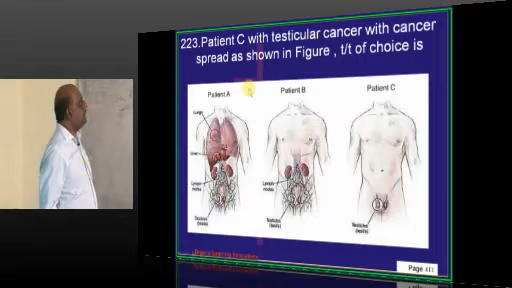 223.Patient C with testicular cancer with cancer
spread as shown in Figure , t/t of choice is
Patient A
Patient B
Patient C
Lungs
Liver
Lymph
nodes
Lymph
nodes
Testicles
(testis)
Testicles
(testis)
Testicles
(testis)
Page 411